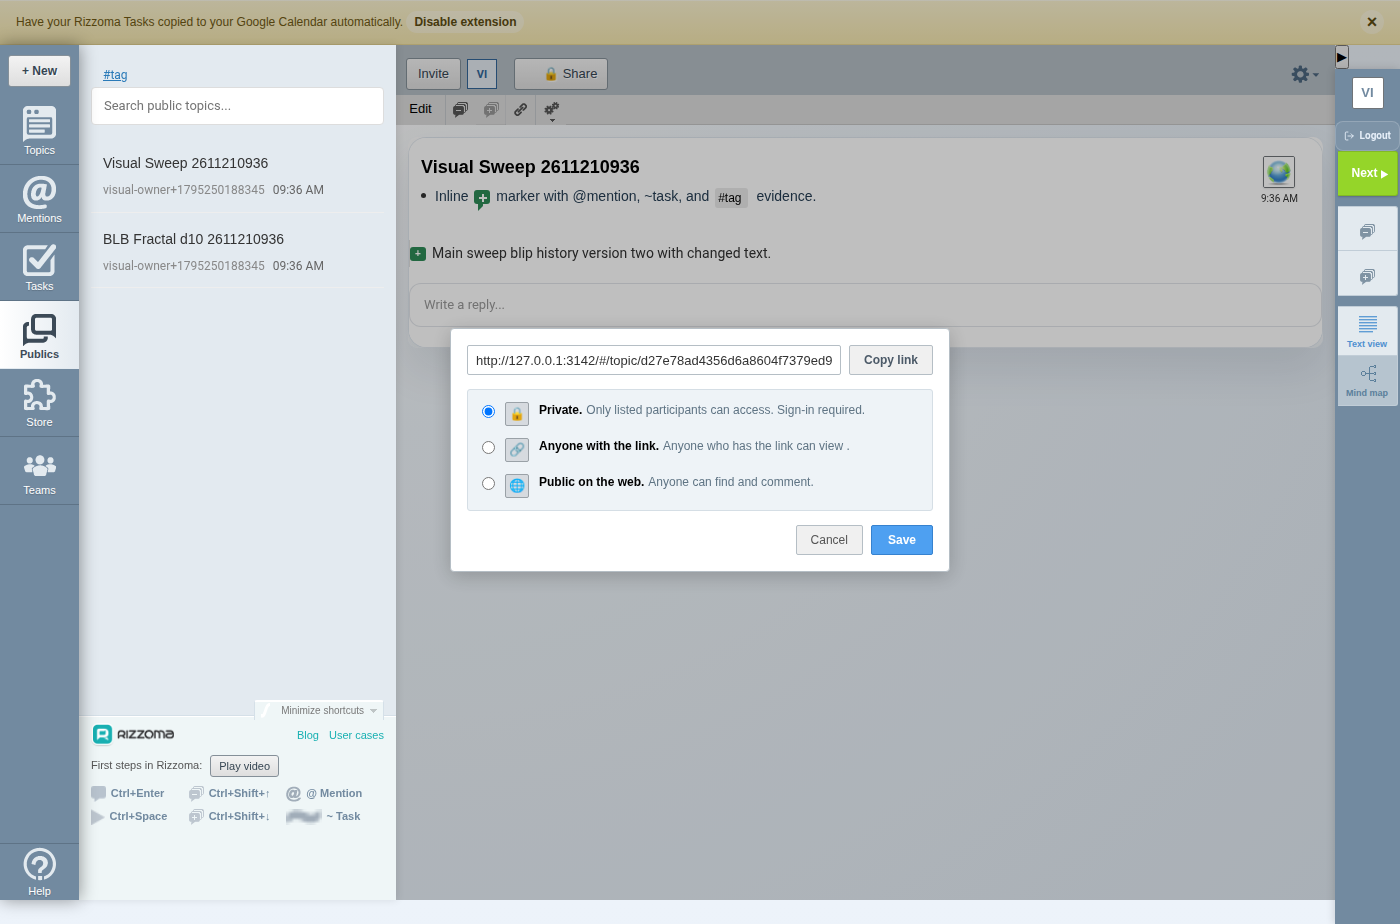 Have your Rizzoma Tasks copied to your Google Calendar automatically. Disable extension ×
+ New
Topics
Mentions
Tasks
Publics
Store
Teams
Help
#tag
Search public topics...
Visual Sweep 2611210936
visual-owner+1795250188345 09:36 AM
BLB Fractal d10 2611210936
visual-owner+1795250188345 09:36 AM
Minimize shortcuts
RIZZOMA
Blog User cases
First steps in Rizzoma: Play video
Ctrl+Enter Ctrl+Shift+↑ @ Mention
Ctrl+Space Ctrl+Shift+↓ ~ Task
Invite VI Share
Edit
Visual Sweep 2611210936
• Inline + marker with @mention, ~task, and #tag evidence.
9:36 AM
+ Main sweep blip history version two with changed text.
Write a reply...
http://127.0.0.1:3142/#/topic/d27e78ad4356d6a8604f7379ed9 Copy link
Private. Only listed participants can access. Sign-in required.
Anyone with the link. Anyone who has the link can view .
Public on the web. Anyone can find and comment.
Cancel Save
VI
Logout
Next ▶
Text view
Mind map